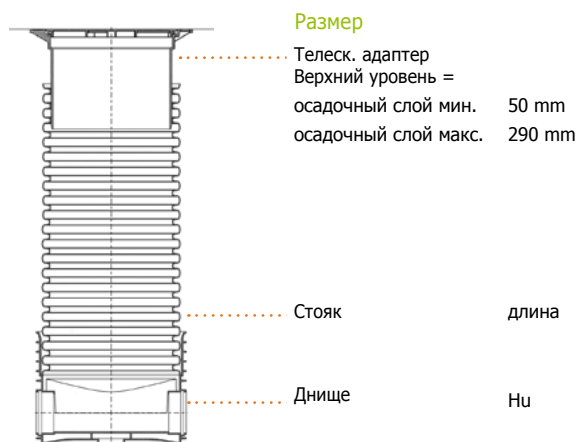 Размер
Телеск. адаптер
Верхний уровень =
осадочный слой мин. 50 mm
осадочный слой макс. 290 mm
Стояк длина
Днище Hu